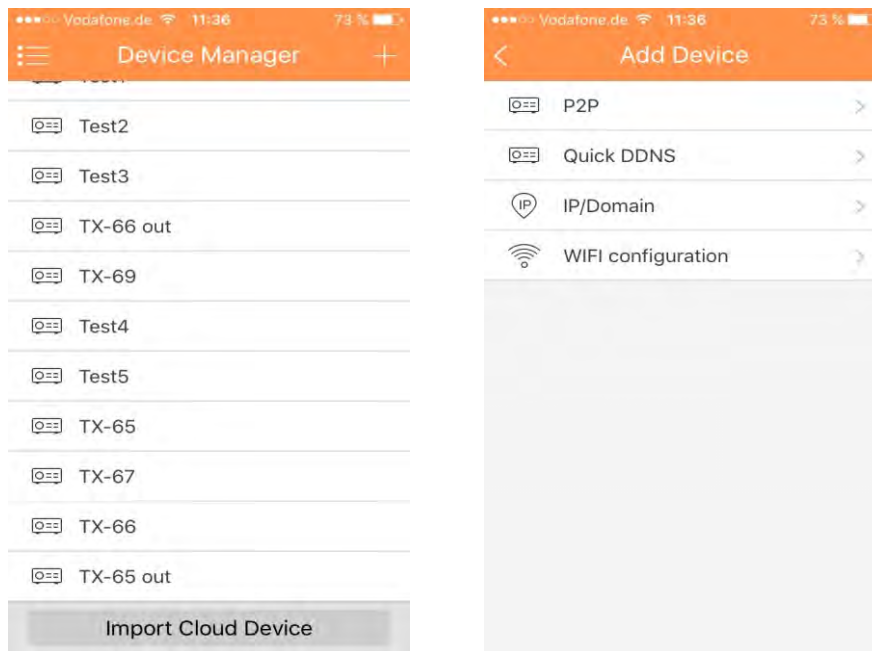 Vodafone.de 11:36 73 %
Device Manager
Test2
Test3
TX-66 out
TX-69
Test4
Test5
TX-65
TX-67
TX-66
TX-65 out
Import Cloud Device
Vodafone.de 11:36 73 %
Add Device
P2P
Quick DDNS
IP
IP/Domain
WIFI configuration